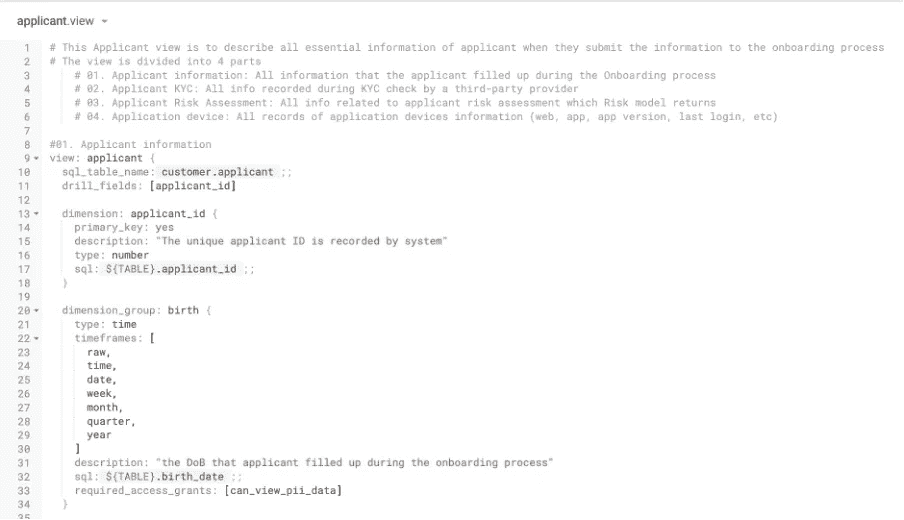 applicant.view
1 # This Applicant view is to describe all essential information of applicant when they submit the information to the onboarding process
2 # The view is divided into 4 parts
3 # 01. Applicant information: All information that the applicant filled up during the Onboarding process
4 # 02. Applicant KYC: All info recorded during KYC check by a third-party provider
5 # 03. Applicant Risk Assessment: All info related to applicant risk assessment which Risk model returns
6 # 04. Application device: All records of application devices information (web, app, app version, last login, etc)
7
8 #01. Applicant information
9 view: applicant {
10 sql_table_name: customer.applicant ;;
11 drill_fields: [applicant_id]
12
13 dimension: applicant_id {
14 primary_key: yes
15 description: "The unique applicant ID is recorded by system"
16 type: number
17 sql: ${TABLE}.applicant_id ;;
18 }
19
20 dimension_group: birth {
21 type: time
22 timeframes: [
23 raw,
24 time,
25 date,
26 week,
27 month,
28 quarter,
29 year
30 ]
31 description: "the DoB that applicant filled up during the onboarding process"
32 sql: ${TABLE}.birth_date ;;
33 required_access_grants: [can_view_pii_data]
34 }
35